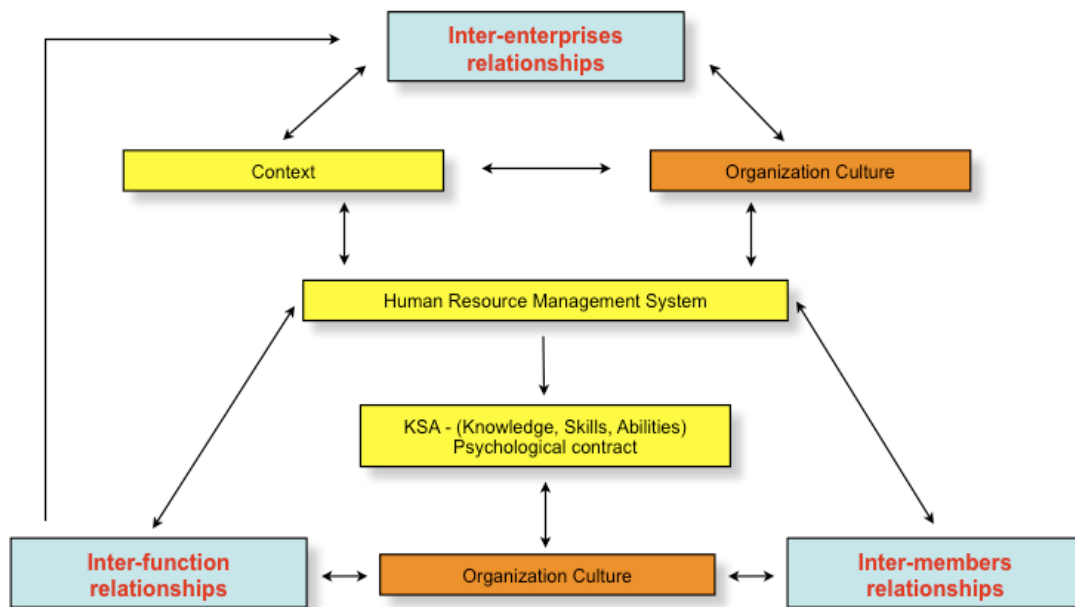 Inter-enterprises
relationships
Context
Organization Culture
Human Resource Management System
KSA - (Knowledge, Skills, Abilities)
Psychological contract
Inter-function
relationships
Organization Culture
Inter-members
relationships